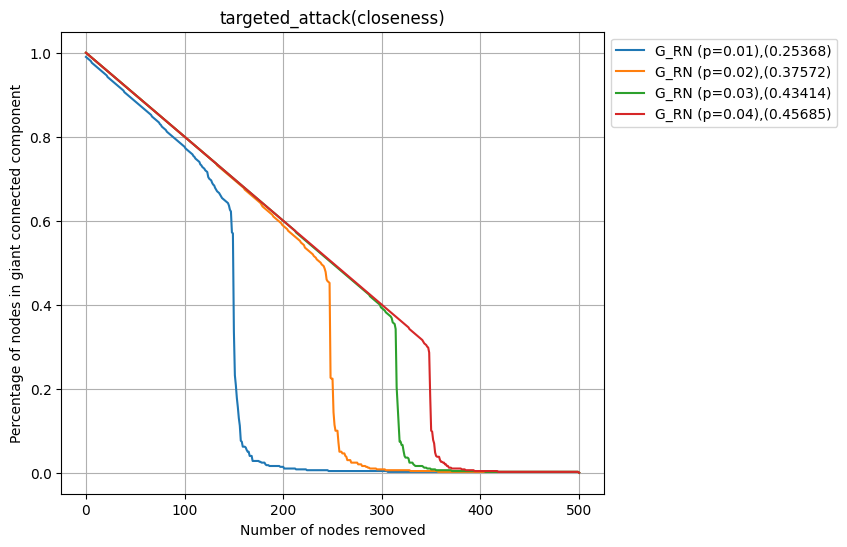 targeted_attack(closeness)
G_RN (p=0.01),(0.25368)
G_RN (p=0.02),(0.37572)
G_RN (p=0.03),(0.43414)
G_RN (p=0.04),(0.45685)
Percentage of nodes in giant connected component
1.0
0.8
0.6
0.4
0.2
0.0
0
100
200
300
400
500
Number of nodes removed